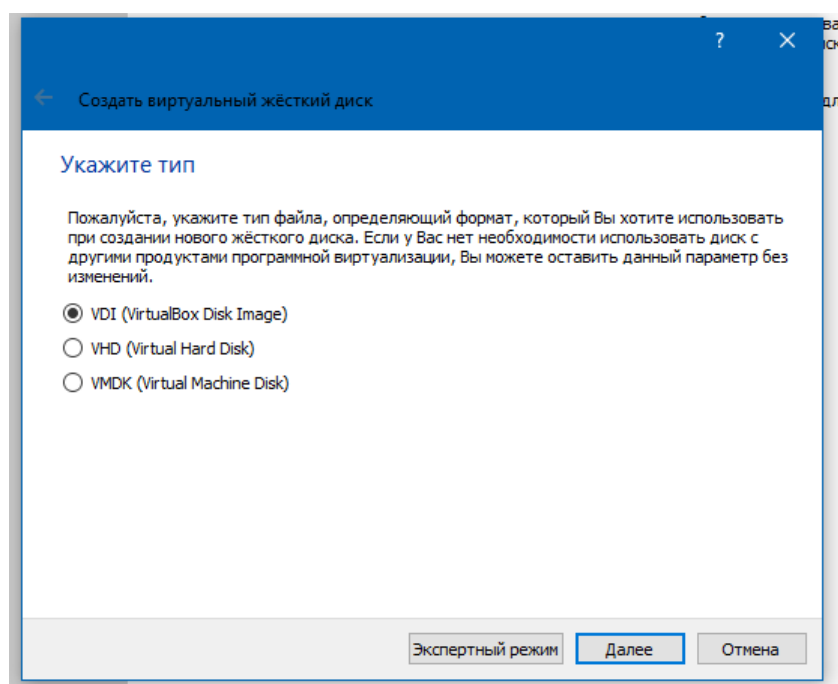 ?
Создать виртуальный жёсткий диск
Укажите тип
Пожалуйста, укажите тип файла, определяющий формат, который Вы хотите использовать
при создании нового жёсткого диска. Если у Вас нет необходимости использовать диск с
другими продуктами программной виртуализации, Вы можете оставить данный параметр без
изменений.
VDI (VirtualBox Disk Image)
VHD (Virtual Hard Disk)
VMDK (Virtual Machine Disk)
Экспертный режим Далее Отмена